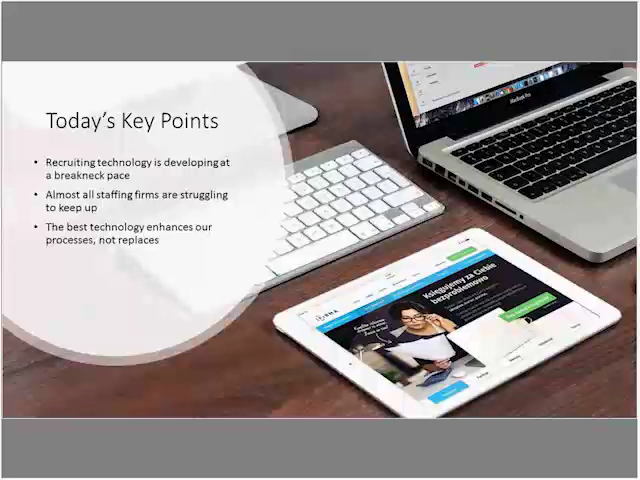 Today's Key Points
• Recruiting technology is developing at
a breakneck pace
• Almost all staffing firms are struggling
to keep up
• The best technology enhances our
processes, not replaces
MacBook Pro
Księgujemy za Ciebie
bezproblemowo